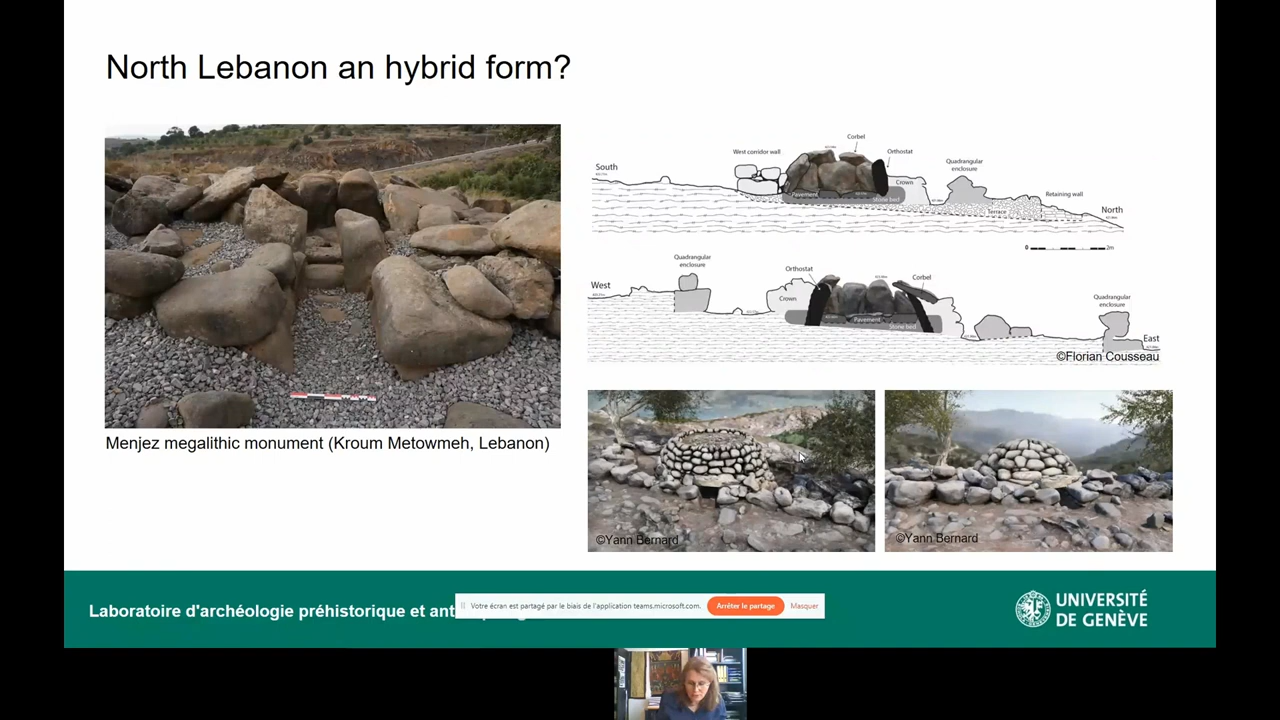 North Lebanon an hybrid form?
Menjez megalithic monument (Kroum Metowmeh, Lebanon)
Corbel
West corridor wall
Orthostat
South
Quadrangular
enclosure
Crown
Pavement
Stone bed
Retaining wall
Terrace
North
0
2m
Quadrangular
enclosure
Orthostat
Corbel
West
Crown
Quadrangular
enclosure
Pavement
Stone bed
East
©Florian Cousseau
©Yann Bernard
©Yann Bernard
Laboratoire d'archéologie préhistorique et
Votre écran est partagé par le biais de l'application teams.microsoft.com.
Arrêter le partage
Masquer
UNIVERSITÉ
DE GENÈVE